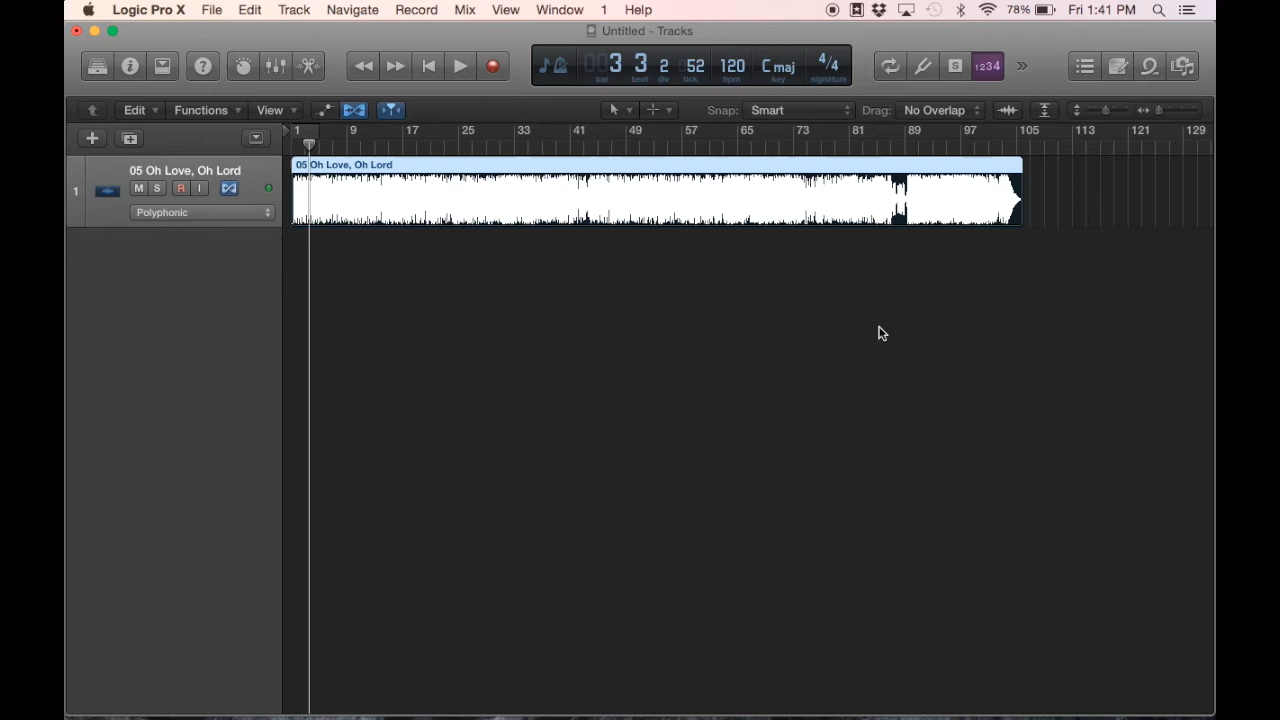 Logic Pro X File Edit Track Navigate Record Mix View Window 1 Help 78% Fri 1:41 PM
Untitled - Tracks
003 3 2 052 120 C maj 4/4 S 1234
bar beat div tick bpm key signature
Edit Functions View Snap: Smart Drag: No Overlap
1 9 17 25 33 41 49 57 65 73 81 89 97 105 113 121 129
05 Oh Love, Oh Lord
05 Oh Love, Oh Lord
1 M S R I
Polyphonic